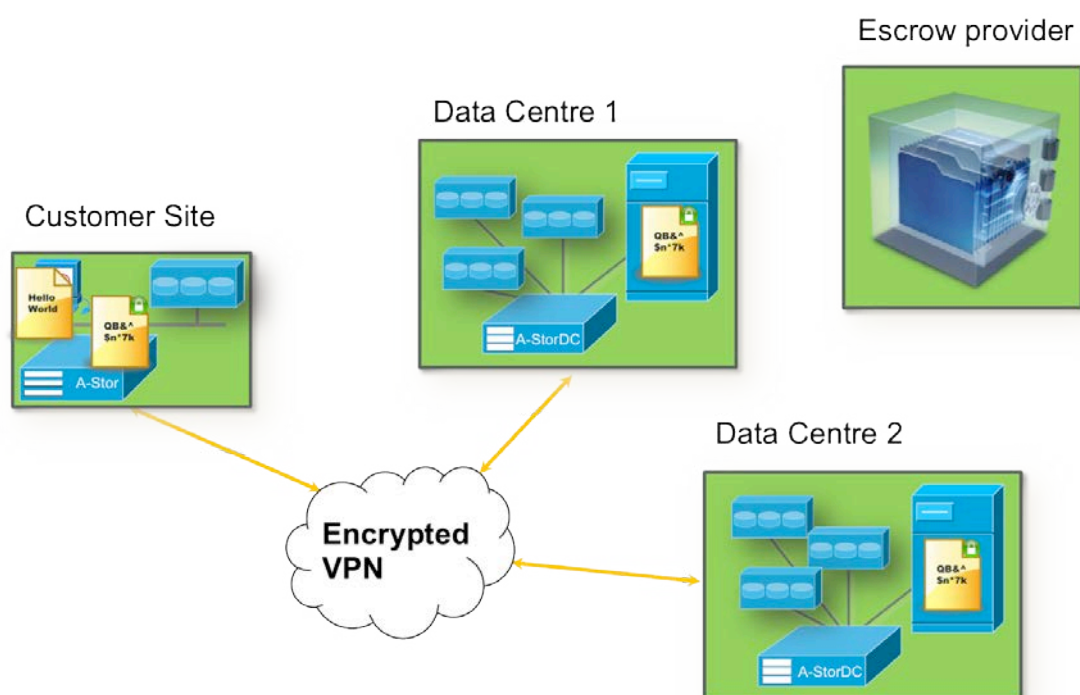 Escrow provider
Data Centre 1
Customer Site
QB&^
$n*7k
Hello
World
QB&^
$n*7k
A-StorDC
A-Stor
Data Centre 2
Encrypted
VPN
QB&^
$n*7k
A-StorDC